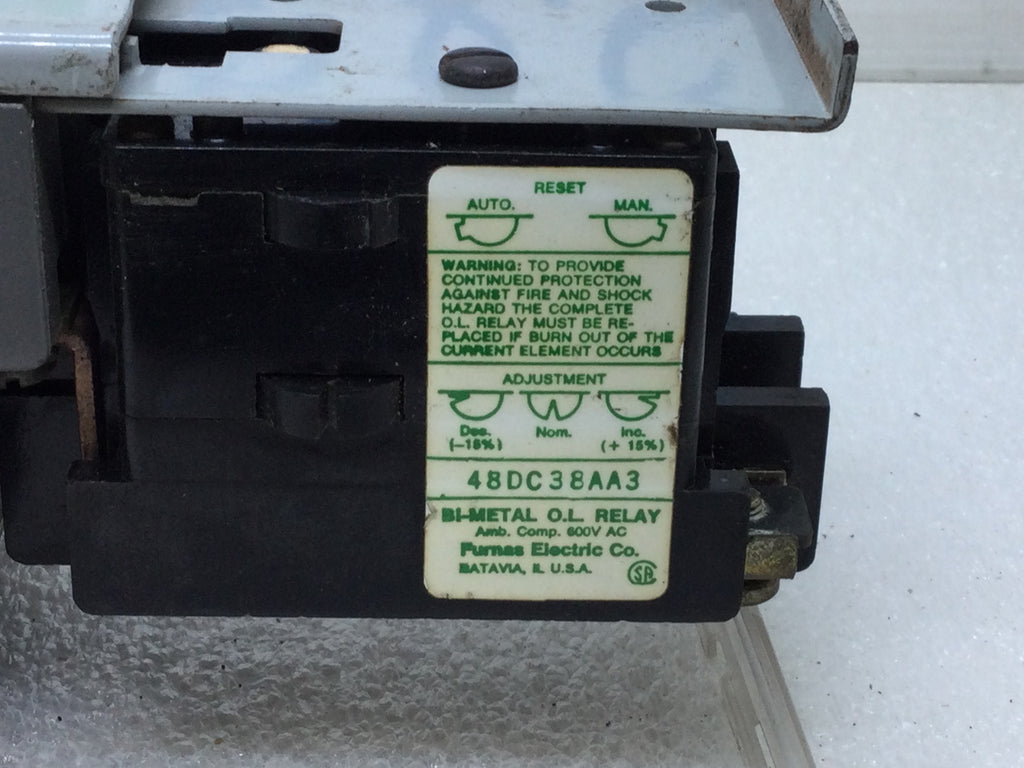 RESET
AUTO. MAN.
WARNING: TO PROVIDE
CONTINUED PROTECTION
AGAINST FIRE AND SHOCK
HAZARD THE COMPLETE
O.L. RELAY MUST BE RE-
PLACED IF BURN OUT OF THE
CURRENT ELEMENT OCCURS
ADJUSTMENT
Des. Nom. Inc.
(-15%) (+ 15%)
48DC38AA3
BI-METAL O.L. RELAY
Amb. Comp. 600V AC
Furnas Electric Co.
BATAVIA, IL U.S.A. SA